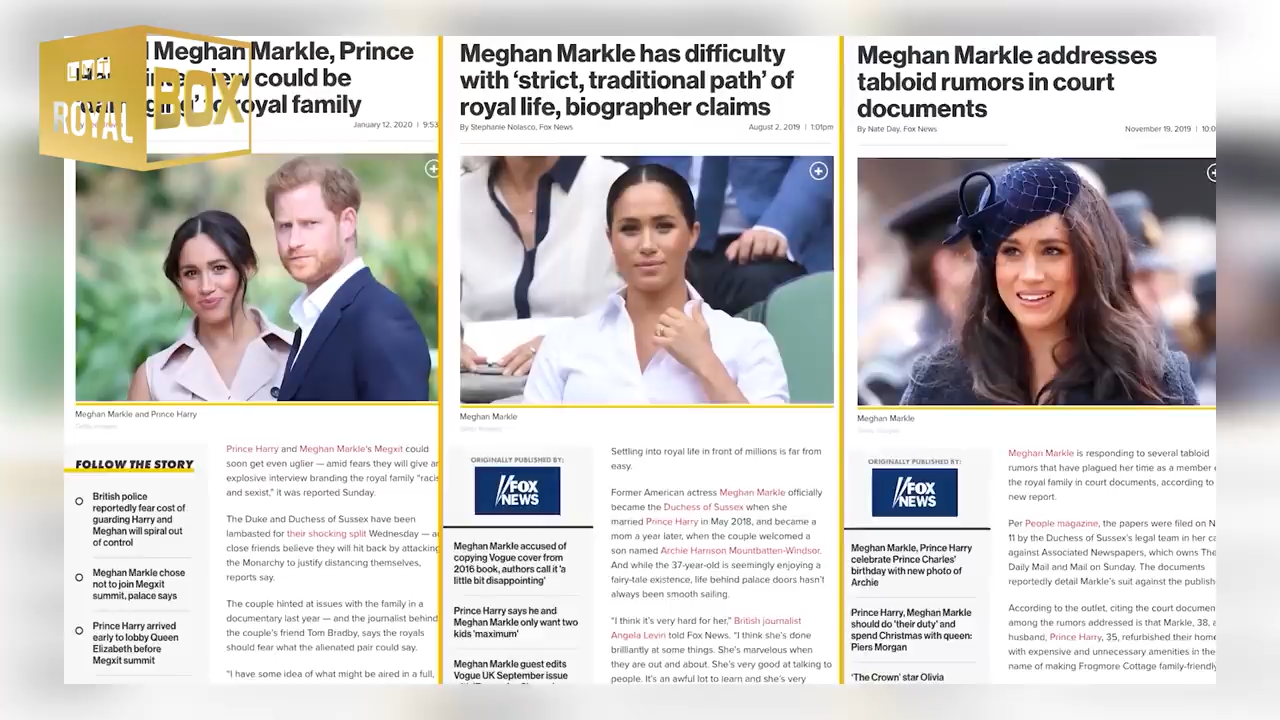 THE
ROYAL
BOX
Meghan Markle, Prince
could be
royal family
January 12, 2020 | 9:53
Meghan Markle and Prince Harry
FOLLOW THE STORY
British police
reportedly fear cost of
guarding Harry and
Meghan will spiral out
of control
Meghan Markle chose
not to join Megxit
summit, palace says
Prince Harry arrived
early to lobby Queen
Elizabeth before
Megxit summit
Prince Harry and Meghan Markle's Megxit could
soon get even uglier — amid fears they will give an
explosive interview branding the royal family "racis
and sexist," it was reported Sunday.
The Duke and Duchess of Sussex have been
lambasted for their shocking split Wednesday — a
close friends believe they will hit back by attacking
the Monarchy to justify distancing themselves,
reports say.
The couple hinted at issues with the family in a
documentary last year — and the journalist behind
the couple's friend Tom Bradby, says the royals
should fear what the alienated pair could say.
"I have some idea of what might be aired in a full,
Meghan Markle has difficulty
with 'strict, traditional path' of
royal life, biographer claims
By Stephanie Nolasco, Fox News August 2, 2019 | 1:01pm
Meghan Markle
ORIGINALLY PUBLISHED BY:
FOX
NEWS
Meghan Markle accused of
copying Vogue cover from
2016 book, authors call it 'a
little bit disappointing'
Prince Harry says he and
Meghan Markle only want two
kids 'maximum'
Meghan Markle guest edits
Vogue UK September issue
Settling into royal life in front of millions is far from
easy.
Former American actress Meghan Markle officially
became the Duchess of Sussex when she
married Prince Harry in May 2018, and became a
mom a year later, when the couple welcomed a
son named Archie Harrison Mountbatten-Windsor.
And while the 37-year-old is seemingly enjoying a
fairy-tale existence, life behind palace doors hasn't
always been smooth sailing.
"I think it's very hard for her," British journalist
Angela Levin told Fox News. "I think she's done
brilliantly at some things. She's marvelous when
they are out and about. She's very good at talking to
people. It's an awful lot to learn and she's very
Meghan Markle addresses
tabloid rumors in court
documents
By Nate Day, Fox News November 19, 2019 | 10:0
Meghan Markle
ORIGINALLY PUBLISHED BY:
FOX
NEWS
Meghan Markle, Prince Harry
celebrate Prince Charles'
birthday with new photo of
Archie
Prince Harry, Meghan Markle
should do 'their duty' and
spend Christmas with queen:
Piers Morgan
'The Crown' star Olivia
Meghan Markle is responding to several tabloid
rumors that have plagued her time as a member
the royal family in court documents, according to
new report.
Per People magazine, the papers were filed on N
11 by the Duchess of Sussex's legal team in her ca
against Associated Newspapers, which owns The
Daily Mail and Mail on Sunday. The documents
reportedly detail Markle's suit against the publish
According to the outlet, citing the court documen
among the rumors addressed is that Markle, 38, a
husband, Prince Harry, 35, refurbished their home
with expensive and unnecessary amenities in the
name of making Frogmore Cottage family-friendly